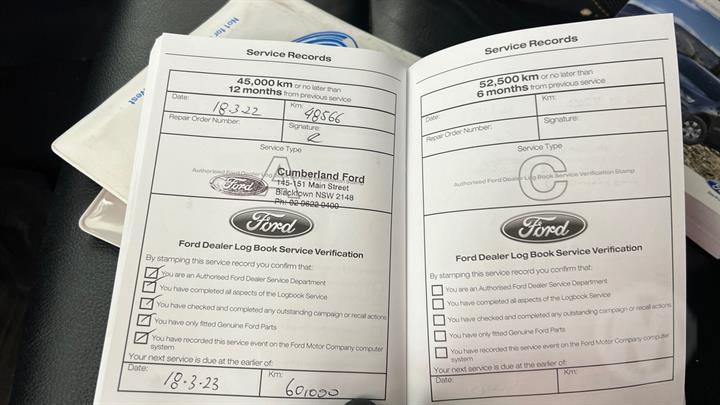 Service Records
45,000 km or no later than
12 months from previous service
Date: 18.3.22 Km: 48566
Repair Order Number: Signature:
Service Type
A
Authorised Ford Dealer Log
Cumberland Ford
145-151 Main Street
Blacktown NSW 2148
Ph: 02 9622 0400
Ford
Ford
Ford Dealer Log Book Service Verification
By stamping this service record you confirm that:
You are an Authorised Ford Dealer Service Department
You have completed all aspects of the Logbook Service
You have checked and completed any outstanding campaign or recall actions
You have only fitted Genuine Ford Parts
You have recorded this service event on the Ford Motor Company computer
system
Your next service is due at the earlier of:
Date: 18.3.23 Km: 60,000
Service Records
52,500 km or no later than
6 months from previous service
Date: Km:
Repair Order Number: Signature:
Service Type
C
Authorised Ford Dealer Log Book Service Verification Stamp
Ford
Ford Dealer Log Book Service Verification
By stamping this service record you confirm that:
You are an Authorised Ford Dealer Service Department
You have completed all aspects of the Logbook Service
You have checked and completed any outstanding campaign or recall actions
You have only fitted Genuine Ford Parts
You have recorded this service event on the Ford Motor Company computer
system
Your next service is due at the earlier of:
Date: Km: